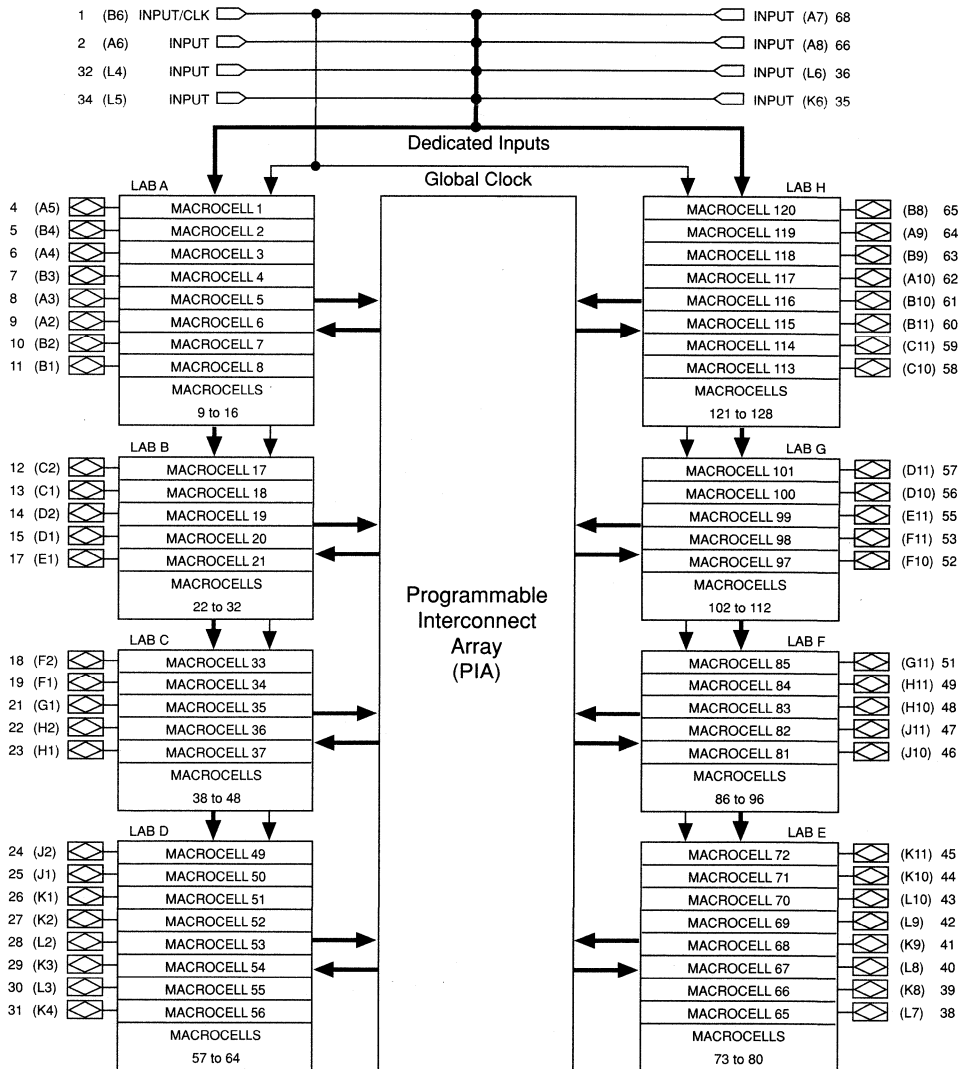 1 (B6) INPUT/CLK INPUT (A7) 68
2 (A6) INPUT INPUT (A8) 66
32 (L4) INPUT INPUT (L6) 36
34 (L5) INPUT INPUT (K6) 35
Dedicated Inputs
Global Clock
LAB A
4 (A5) MACROCELL 1
5 (B4) MACROCELL 2
6 (A4) MACROCELL 3
7 (B3) MACROCELL 4
8 (A3) MACROCELL 5
9 (A2) MACROCELL 6
10 (B2) MACROCELL 7
11 (B1) MACROCELL 8
MACROCELLS
9 to 16
LAB B
12 (C2) MACROCELL 17
13 (C1) MACROCELL 18
14 (D2) MACROCELL 19
15 (D1) MACROCELL 20
17 (E1) MACROCELL 21
MACROCELLS
22 to 32
LAB C
18 (F2) MACROCELL 33
19 (F1) MACROCELL 34
21 (G1) MACROCELL 35
22 (H2) MACROCELL 36
23 (H1) MACROCELL 37
MACROCELLS
38 to 48
LAB D
24 (J2) MACROCELL 49
25 (J1) MACROCELL 50
26 (K1) MACROCELL 51
27 (K2) MACROCELL 52
28 (L2) MACROCELL 53
29 (K3) MACROCELL 54
30 (L3) MACROCELL 55
31 (K4) MACROCELL 56
MACROCELLS
57 to 64
Programmable
Interconnect
Array
(PIA)
LAB H
MACROCELL 120 (B8) 65
MACROCELL 119 (A9) 64
MACROCELL 118 (B9) 63
MACROCELL 117 (A10) 62
MACROCELL 116 (B10) 61
MACROCELL 115 (B11) 60
MACROCELL 114 (C11) 59
MACROCELL 113 (C10) 58
MACROCELLS
121 to 128
LAB G
MACROCELL 101 (D11) 57
MACROCELL 100 (D10) 56
MACROCELL 99 (E11) 55
MACROCELL 98 (F11) 53
MACROCELL 97 (F10) 52
MACROCELLS
102 to 112
LAB F
MACROCELL 85 (G11) 51
MACROCELL 84 (H11) 49
MACROCELL 83 (H10) 48
MACROCELL 82 (J11) 47
MACROCELL 81 (J10) 46
MACROCELLS
86 to 96
LAB E
MACROCELL 72 (K11) 45
MACROCELL 71 (K10) 44
MACROCELL 70 (L10) 43
MACROCELL 69 (L9) 42
MACROCELL 68 (K9) 41
MACROCELL 67 (L8) 40
MACROCELL 66 (K8) 39
MACROCELL 65 (L7) 38
MACROCELLS
73 to 80